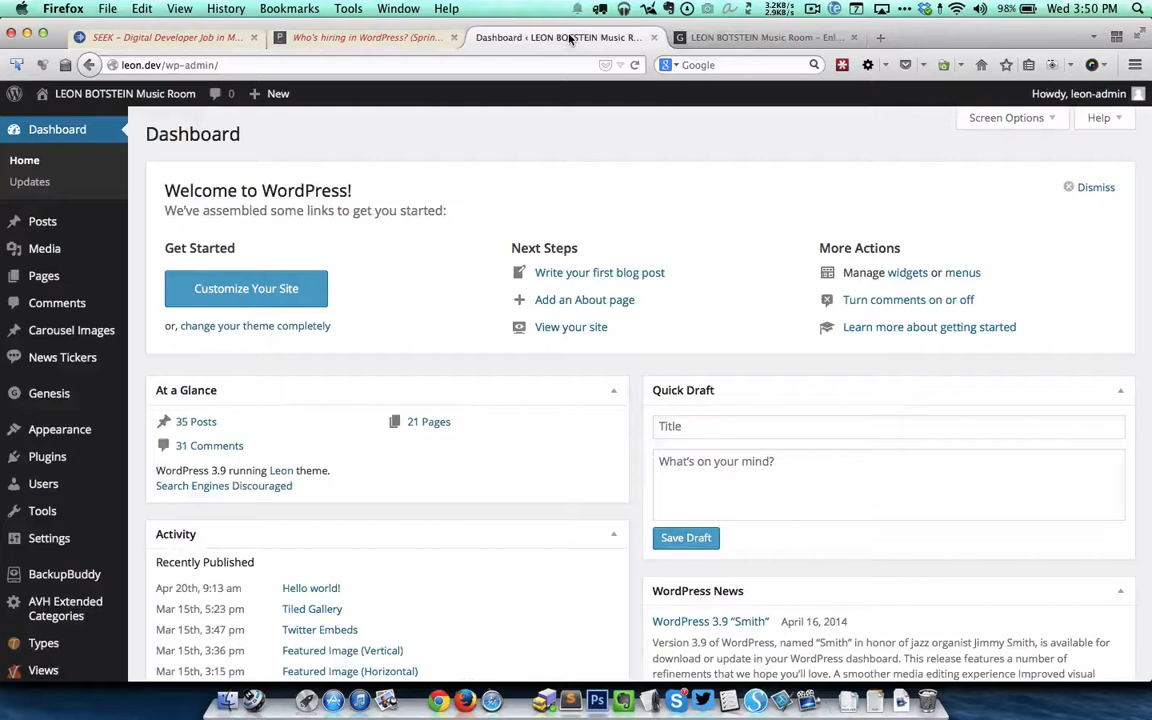 Firefox File Edit View History Bookmarks Tools Window Help
3.2KB/s
2.9KB/s
98% Wed 3:50 PM
SEEK – Digital Developer Job in M...
Who's hiring in WordPress? (Sprin...
Dashboard ‹ LEON BOTSTEIN Music R...
LEON BOTSTEIN Music Room – Enl...
leon.dev/wp-admin/
Google
LEON BOTSTEIN Music Room 0 New
Howdy, leon-admin
Dashboard
Home
Updates
Posts
Media
Pages
Comments
Carousel Images
News Tickers
Genesis
Appearance
Plugins
Users
Tools
Settings
BackupBuddy
AVH Extended
Categories
Types
Views
Dashboard
Screen Options
Help
Welcome to WordPress!
We've assembled some links to get you started:
Dismiss
Get Started
Customize Your Site
or, change your theme completely
Next Steps
Write your first blog post
Add an About page
View your site
More Actions
Manage widgets or menus
Turn comments on or off
Learn more about getting started
At a Glance
35 Posts
21 Pages
31 Comments
WordPress 3.9 running Leon theme.
Search Engines Discouraged
Activity
Recently Published
Apr 20th, 9:13 am Hello world!
Mar 15th, 5:23 pm Tiled Gallery
Mar 15th, 3:47 pm Twitter Embeds
Mar 15th, 3:36 pm Featured Image (Vertical)
Mar 15th, 3:15 pm Featured Image (Horizontal)
Quick Draft
Title
What's on your mind?
Save Draft
WordPress News
WordPress 3.9 “Smith” April 16, 2014
Version 3.9 of WordPress, named “Smith” in honor of jazz organist Jimmy Smith, is available for
download or update in your WordPress dashboard. This release features a number of
refinements that we hope you'll love. A smoother media editing experience Improved visual